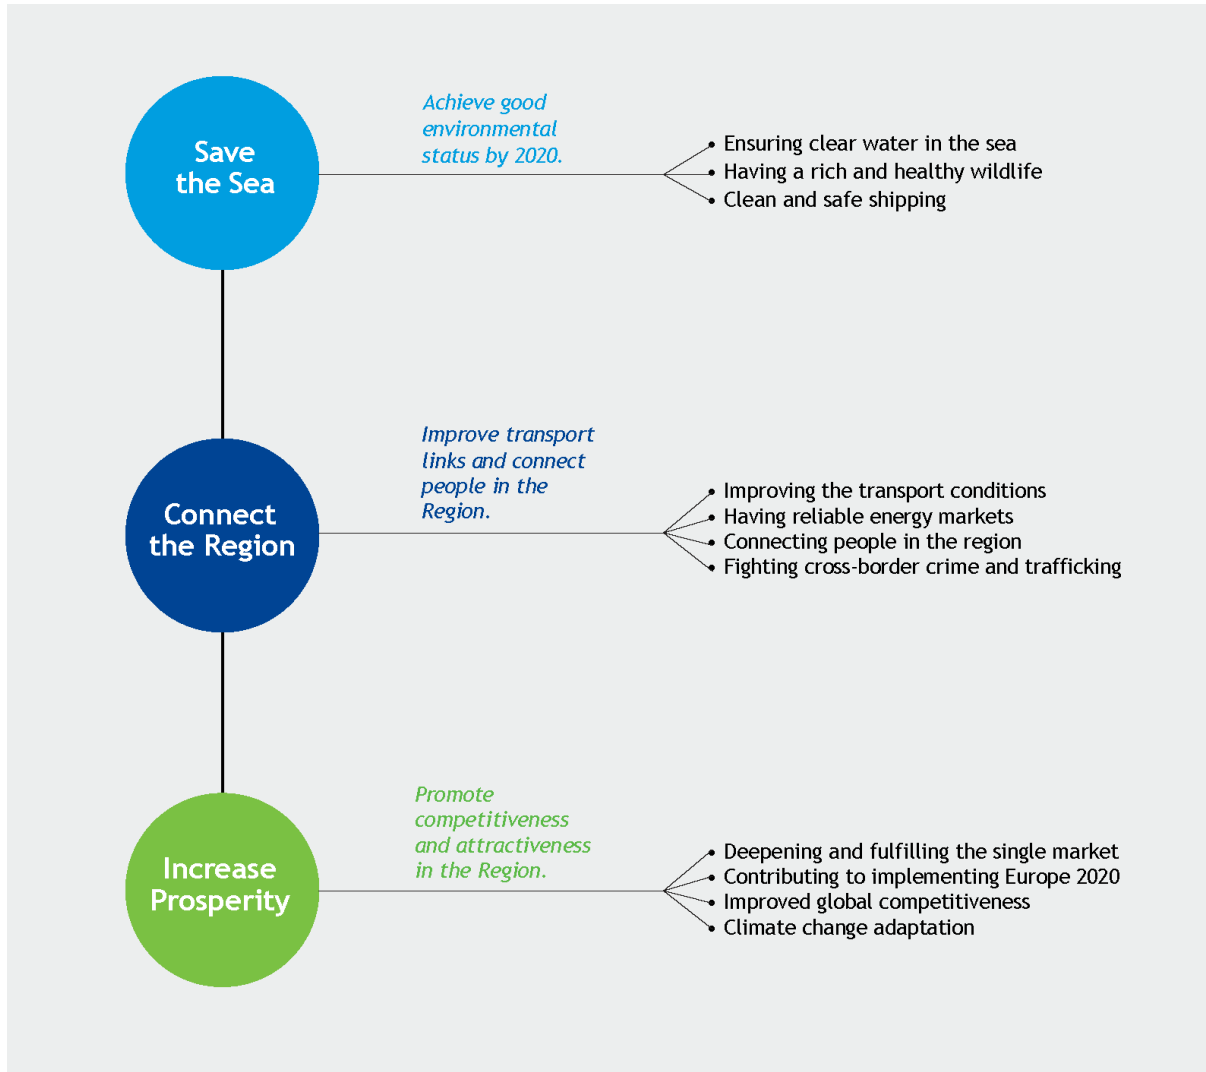 Save
the Sea
Achieve good
environmental
status by 2020.
• Ensuring clear water in the sea
• Having a rich and healthy wildlife
• Clean and safe shipping
Connect
the Region
Improve transport
links and connect
people in the
Region.
• Improving the transport conditions
• Having reliable energy markets
• Connecting people in the region
• Fighting cross-border crime and trafficking
Increase
Prosperity
Promote
competitiveness
and attractiveness
in the Region.
• Deepening and fulfilling the single market
• Contributing to implementing Europe 2020
• Improved global competitiveness
• Climate change adaptation